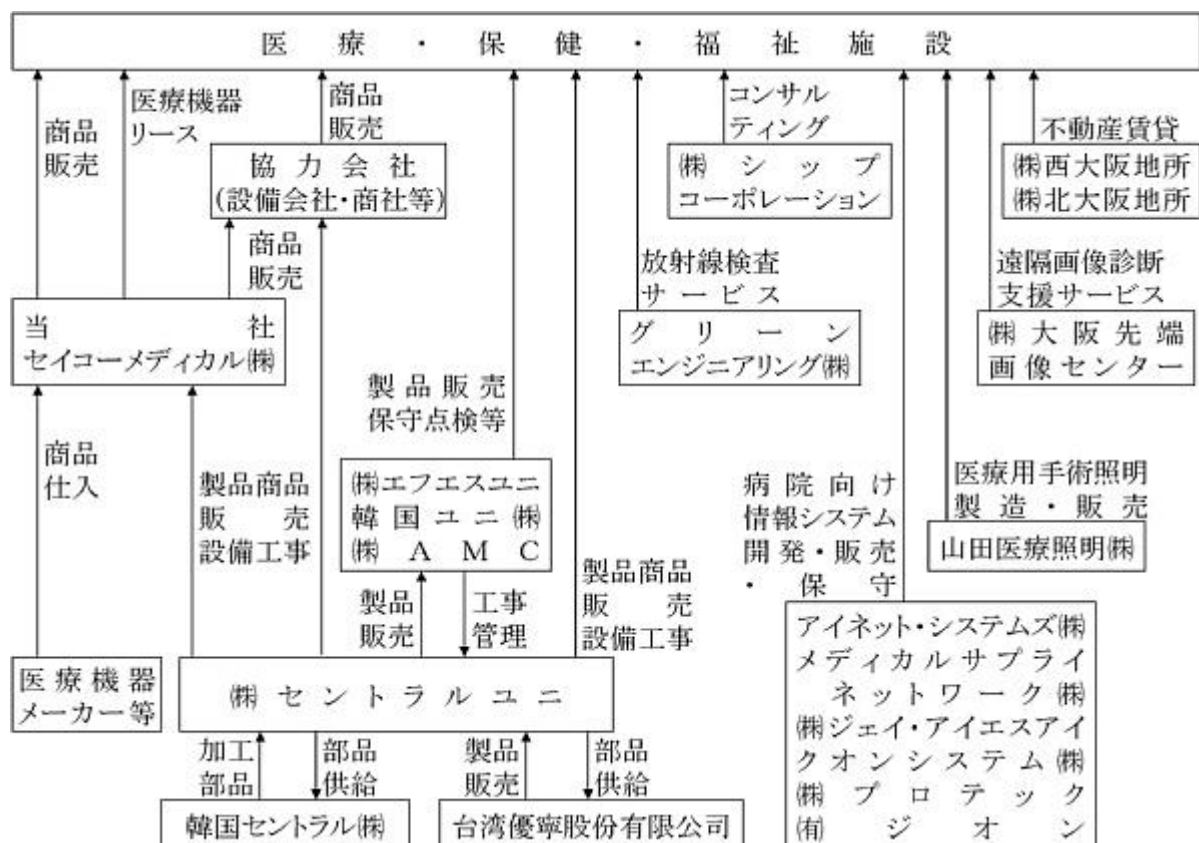 医療・保健・福祉施設
商品
販売
医療機器
リース
商品
販売
コンサル
ティング
不動産賃貸
協力会社
(設備会社・商社等)
㈱シップ
コーポレーション
㈱西大阪地所
㈱北大阪地所
商品
販売
放射線検査
サービス
遠隔画像診断
支援サービス
当社
セイコーメディカル㈱
グリーン
エンジニアリング㈱
㈱大阪先端
画像センター
商品
仕入
製品商品
販売
設備工事
製品販売
保守点検等
㈱エフエスユニ
韓国ユニ㈱
㈱AMC
病院向け
情報システム
開発・販売
・保守
医療用手術照明
製造・販売
山田医療照明㈱
製品
販売
工事
管理
製品商品
販売
設備工事
医療機器
メーカー等
㈱セントラルユニ
アイネット・システムズ㈱
メディカルサプライ
ネットワーク㈱
㈱ジェイ・アイエスアイ
クオンシステム㈱
㈱プロテック
㈲ジオン
加工
部品
部品
供給
製品
販売
部品
供給
韓国セントラル㈱
台湾優寧股份有限公司